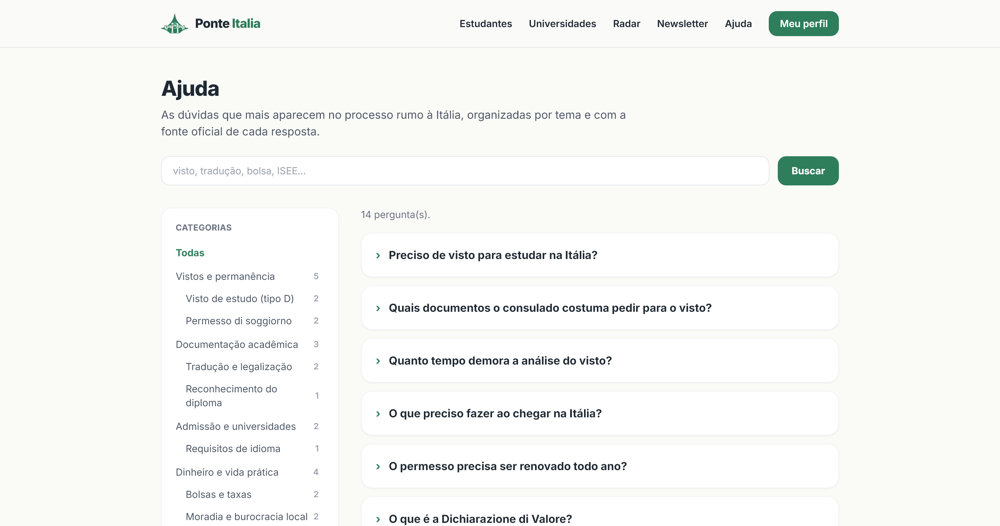 Ponte Italia
Estudantes
Universidades
Radar
Newsletter
Ajuda
Meu perfil
Ajuda
As dúvidas que mais aparecem no processo rumo à Itália, organizadas por tema e com a
fonte oficial de cada resposta.
visto, tradução, bolsa, ISEE...
Buscar
CATEGORIAS
Todas
Vistos e permanência 5
Visto de estudo (tipo D) 2
Permesso di soggiorno 2
Documentação acadêmica 3
Tradução e legalização 2
Reconhecimento do
diploma 1
Admissão e universidades 2
Requisitos de idioma 1
Dinheiro e vida prática 4
Bolsas e taxas 2
Moradia e burocracia local 2
14 pergunta(s).
› Preciso de visto para estudar na Itália?
› Quais documentos o consulado costuma pedir para o visto?
› Quanto tempo demora a análise do visto?
› O que preciso fazer ao chegar na Itália?
› O permesso precisa ser renovado todo ano?
› O que é a Dichiarazione di Valore?